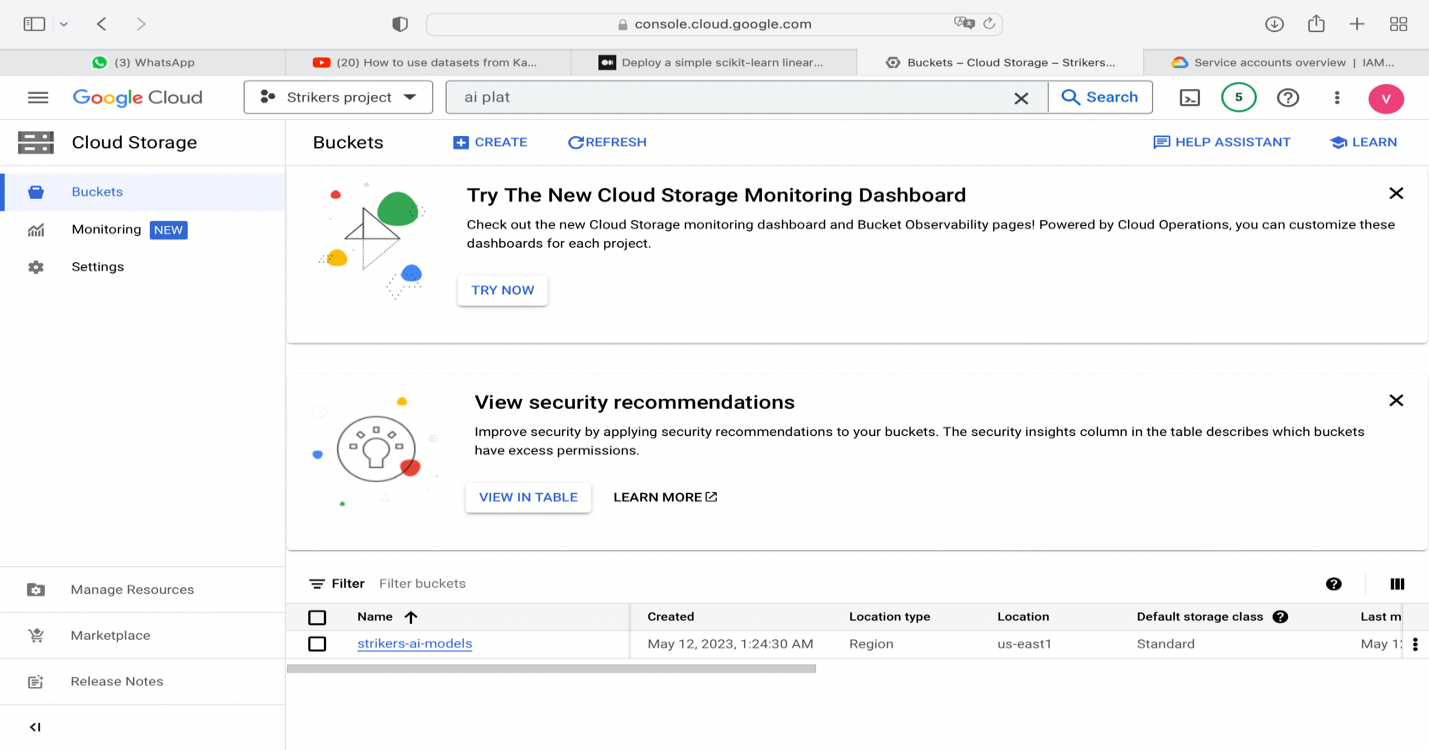 console.cloud.google.com
(3) WhatsApp
(20) How to use datasets from Ka...
Deploy a simple scikit-learn linear...
Buckets – Cloud Storage – Strikers...
Service accounts overview | IAM...
Google Cloud
Strikers project
ai plat
Search
5
V
Cloud Storage
Buckets
CREATE
REFRESH
HELP ASSISTANT
LEARN
Buckets
Monitoring NEW
Settings
Try The New Cloud Storage Monitoring Dashboard
Check out the new Cloud Storage monitoring dashboard and Bucket Observability pages! Powered by Cloud Operations, you can customize these
dashboards for each project.
TRY NOW
View security recommendations
Improve security by applying security recommendations to your buckets. The security insights column in the table describes which buckets
have excess permissions.
VIEW IN TABLE
LEARN MORE
Filter Filter buckets
Name Created Location type Location Default storage class Last m
strikers-ai-models May 12, 2023, 1:24:30 AM Region us-east1 Standard May 1
Manage Resources
Marketplace
Release Notes